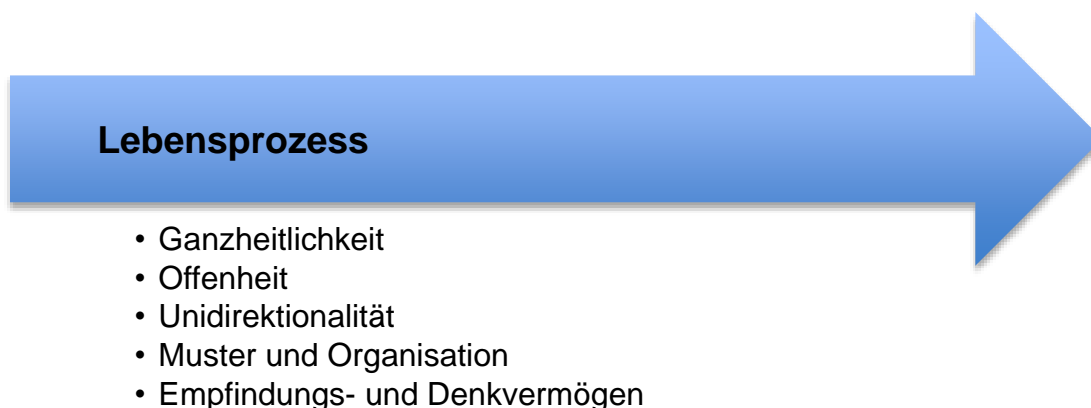 Lebensprozess
• Ganzheitlichkeit
• Offenheit
• Unidirektionalität
• Muster und Organisation
• Empfindungs- und Denkvermögen